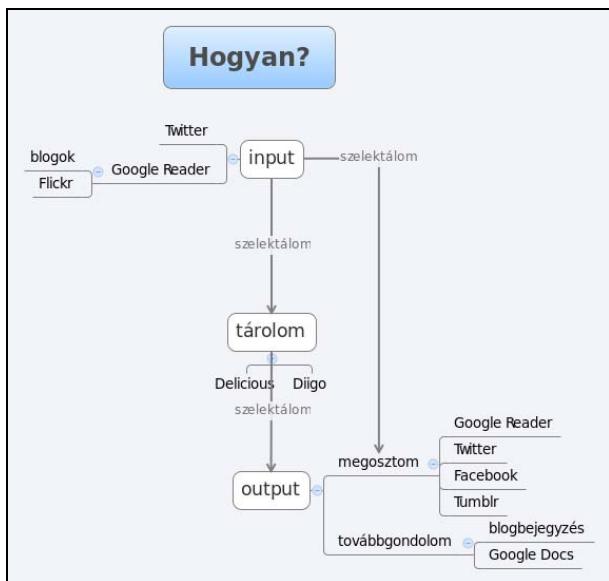 Hogyan?
Twitter
input
szelektálom
blogok
Google Reader
Flickr
szelektálom
tárolom
Delicious
Diigo
szelektálom
Google Reader
megosztom
Twitter
Facebook
output
Tumblr
blogbejegyzés
továbbgondolom
Google Docs